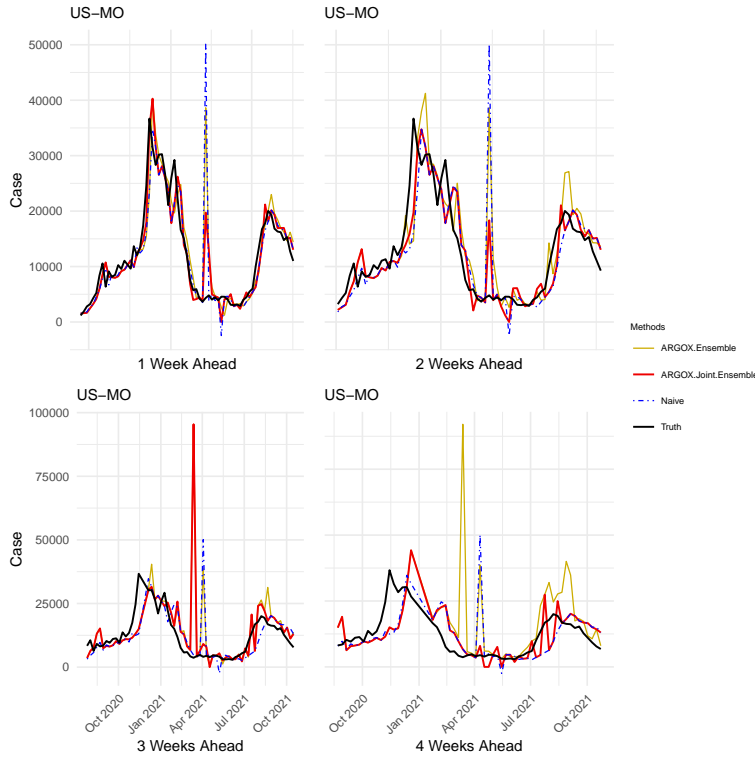 US−MO
US−MO
50000
40000
30000
20000
10000
0
Case
1 Week Ahead
2 Weeks Ahead
Methods
ARGOX.Ensemble
ARGOX.Joint.Ensemble
Naive
Truth
US−MO
US−MO
100000
75000
50000
25000
0
Case
Oct 2020
Jan 2021
Apr 2021
Jul 2021
Oct 2021
Oct 2020
Jan 2021
Apr 2021
Jul 2021
Oct 2021
3 Weeks Ahead
4 Weeks Ahead